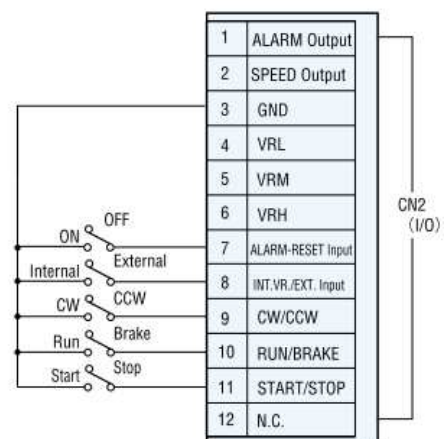 1 ALARM Output
2 SPEED Output
3 GND
4 VRL
5 VRM
6 VRH
OFF
ON
7 ALARM-RESET Input
Internal External
8 INT.VR./EXT. Input
CW CCW
9 CW/CCW
Run Brake
10 RUN/BRAKE
Start Stop
11 START/STOP
12 N.C.
CN2
(I/O)